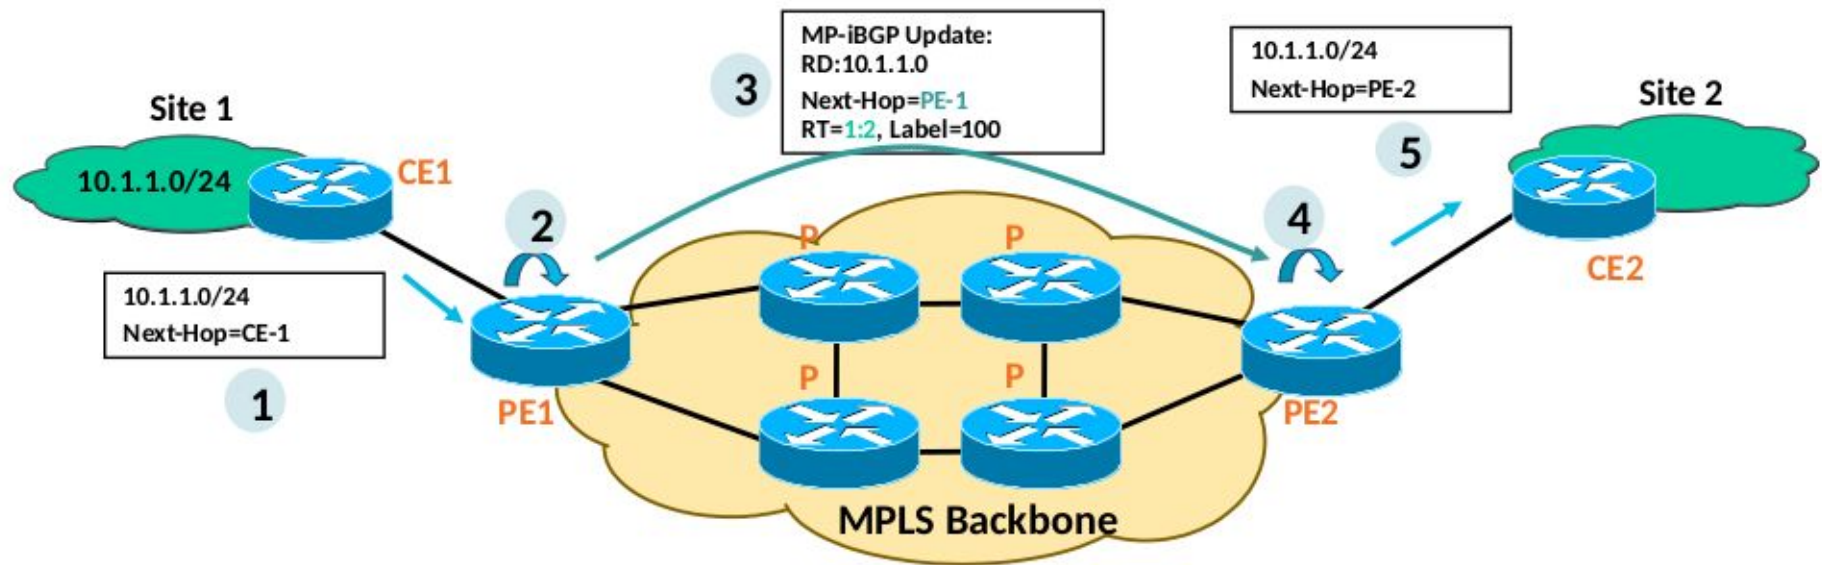 MP-iBGP Update:
RD:10.1.1.0
Next-Hop=PE-1
RT=1:2, Label=100
3
10.1.1.0/24
Next-Hop=PE-2
5
Site 1
Site 2
10.1.1.0/24
CE1
2
4
CE2
10.1.1.0/24
Next-Hop=CE-1
1
P
P
PE1
P
P
PE2
MPLS Backbone